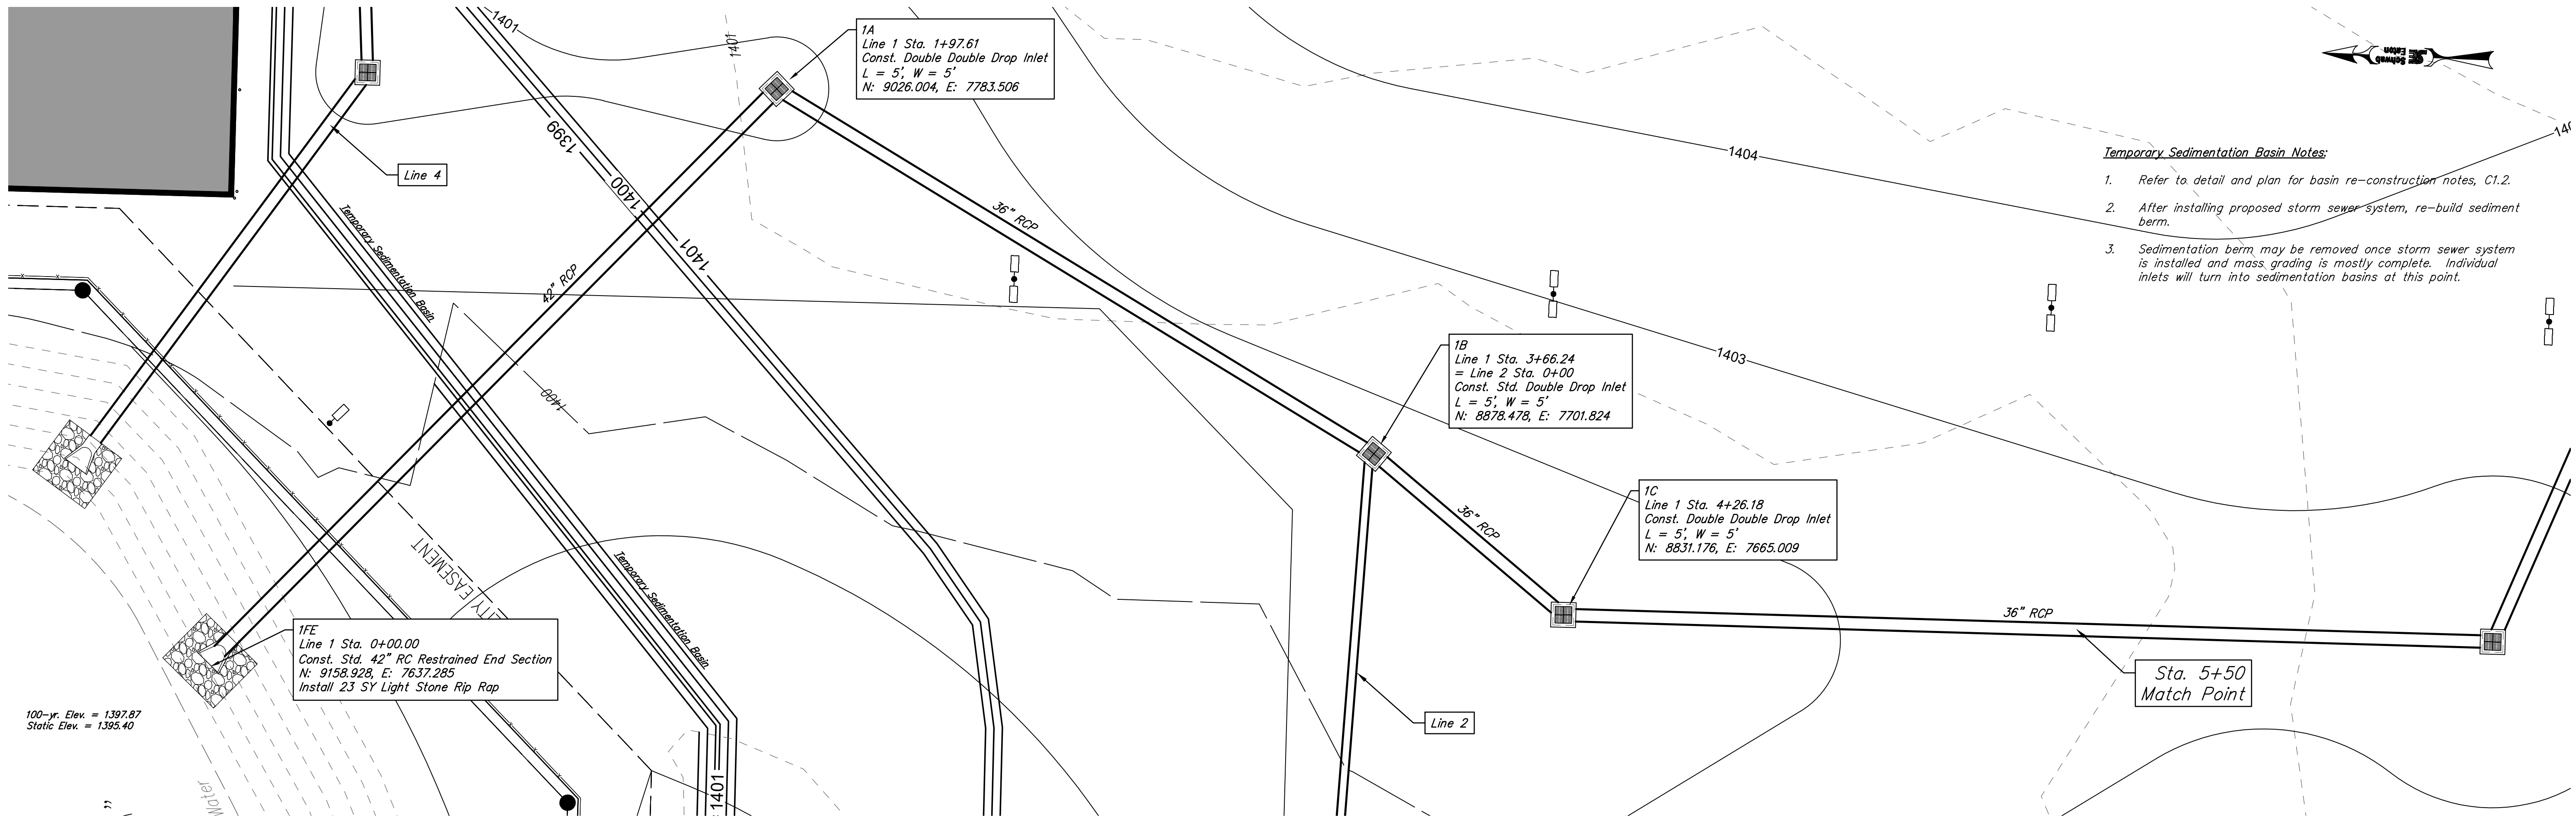 1401
1401
1A
Line 1 Sta. 1+97.61
Const. Double Double Drop Inlet
L = 5', W = 5'
N: 9026.004, E: 7783.506
Schwab
Eaton
1404
Temporary Sedimentation Basin Notes:
1. Refer to detail and plan for basin re-construction notes, C1.2.
2. After installing proposed storm sewer system, re-build sediment
berm.
3. Sedimentation berm may be removed once storm sewer system
is installed and mass grading is mostly complete. Individual
inlets will turn into sedimentation basins at this point.
Line 4
1399
1400
1401
Temporary Sedimentation Basin
42" RCP
36" RCP
1403
1B
Line 1 Sta. 3+66.24
= Line 2 Sta. 0+00
Const. Std. Double Drop Inlet
L = 5', W = 5'
N: 8878.478, E: 7701.824
1400
36" RCP
1C
Line 1 Sta. 4+26.18
Const. Double Double Drop Inlet
L = 5', W = 5'
N: 8831.176, E: 7665.009
EASEMENT
Temporary Sedimentation Basin
36" RCP
1FE
Line 1 Sta. 0+00.00
Const. Std. 42" RC Restrained End Section
N: 9158.928, E: 7637.285
Install 23 SY Light Stone Rip Rap
Sta. 5+50
Match Point
100-yr. Elev. = 1397.87
Static Elev. = 1395.40
Line 2
Water
1401